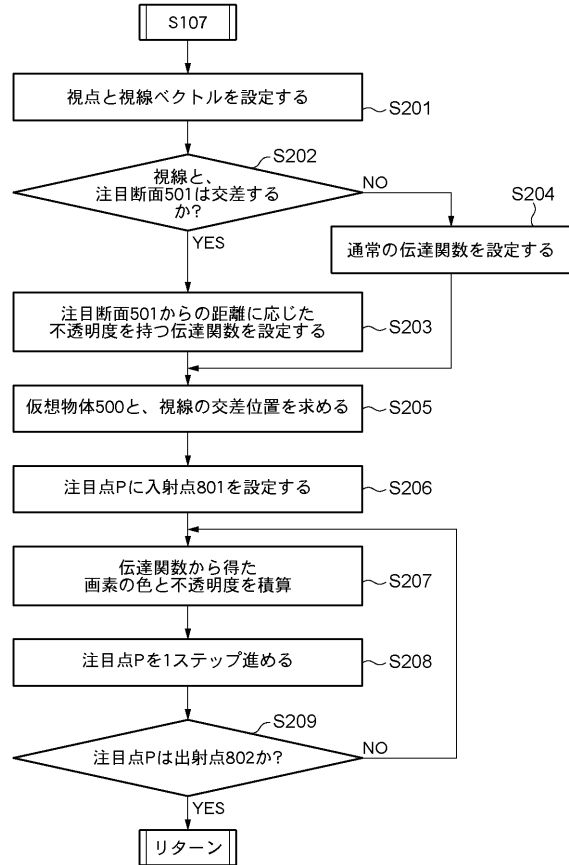 S107
視点と視線ベクトルを設定する
S201
S202
視線と、
注目断面501は交差する
か?
NO
YES
S204
通常の伝達関数を設定する
注目断面501からの距離に応じた
不透明度を持つ伝達関数を設定する
S203
仮想物体500と、視線の交差位置を求める
S205
注目点Pに入射点801を設定する
S206
伝達関数から得た
画素の色と不透明度を積算
S207
注目点Pを1ステップ進める
S208
S209
注目点Pは出射点802か?
NO
YES
リターン